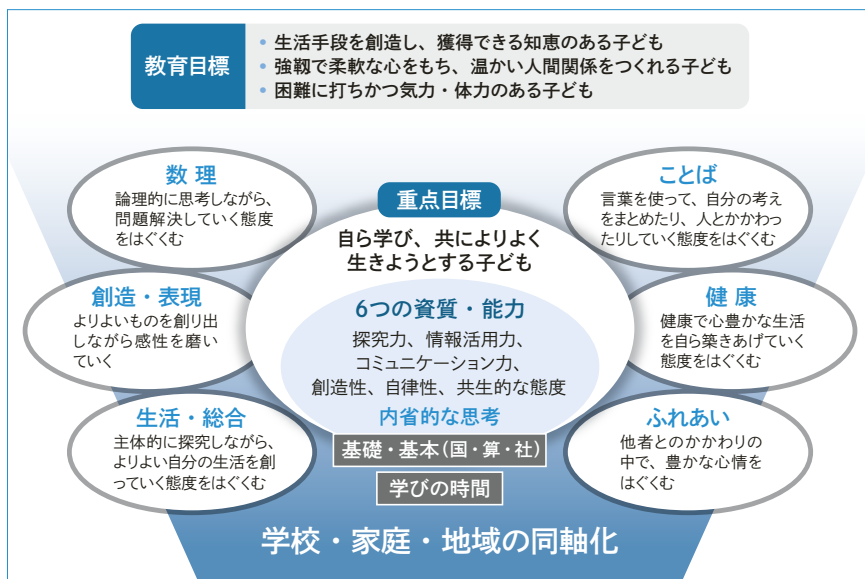 教育目標
• 生活手段を創造し、獲得できる知恵のある子ども
• 強靱で柔軟な心をもち、温かい人間関係をつくれる子ども
• 困難に打ちかつ気力・体力のある子ども
数 理
論理的に思考しながら、
問題解決していく態度
をはぐくむ
創造・表現
よりよいものを創り出
しながら感性を磨いて
いく
生活・総合
主体的に探究しながら、
よりよい自分の生活を創
っていく態度をはぐくむ
重点目標
自ら学び、共によりよく
生きようとする子ども
6つの資質・能力
探究力、情報活用力、
コミュニケーション力、
創造性、自律性、共生的な態度
内省的な思考
基礎・基本（国・算・社）
学びの時間
ことば
言葉を使って、自分の考え
をまとめたり、人とかかわっ
たりしていく態度をはぐくむ
健 康
健康で心豊かな生活
を自ら築きあげていく
態度をはぐくむ
ふれあい
他者とのかかわりの
中で、豊かな心情を
はぐくむ
学校・家庭・地域の同軸化